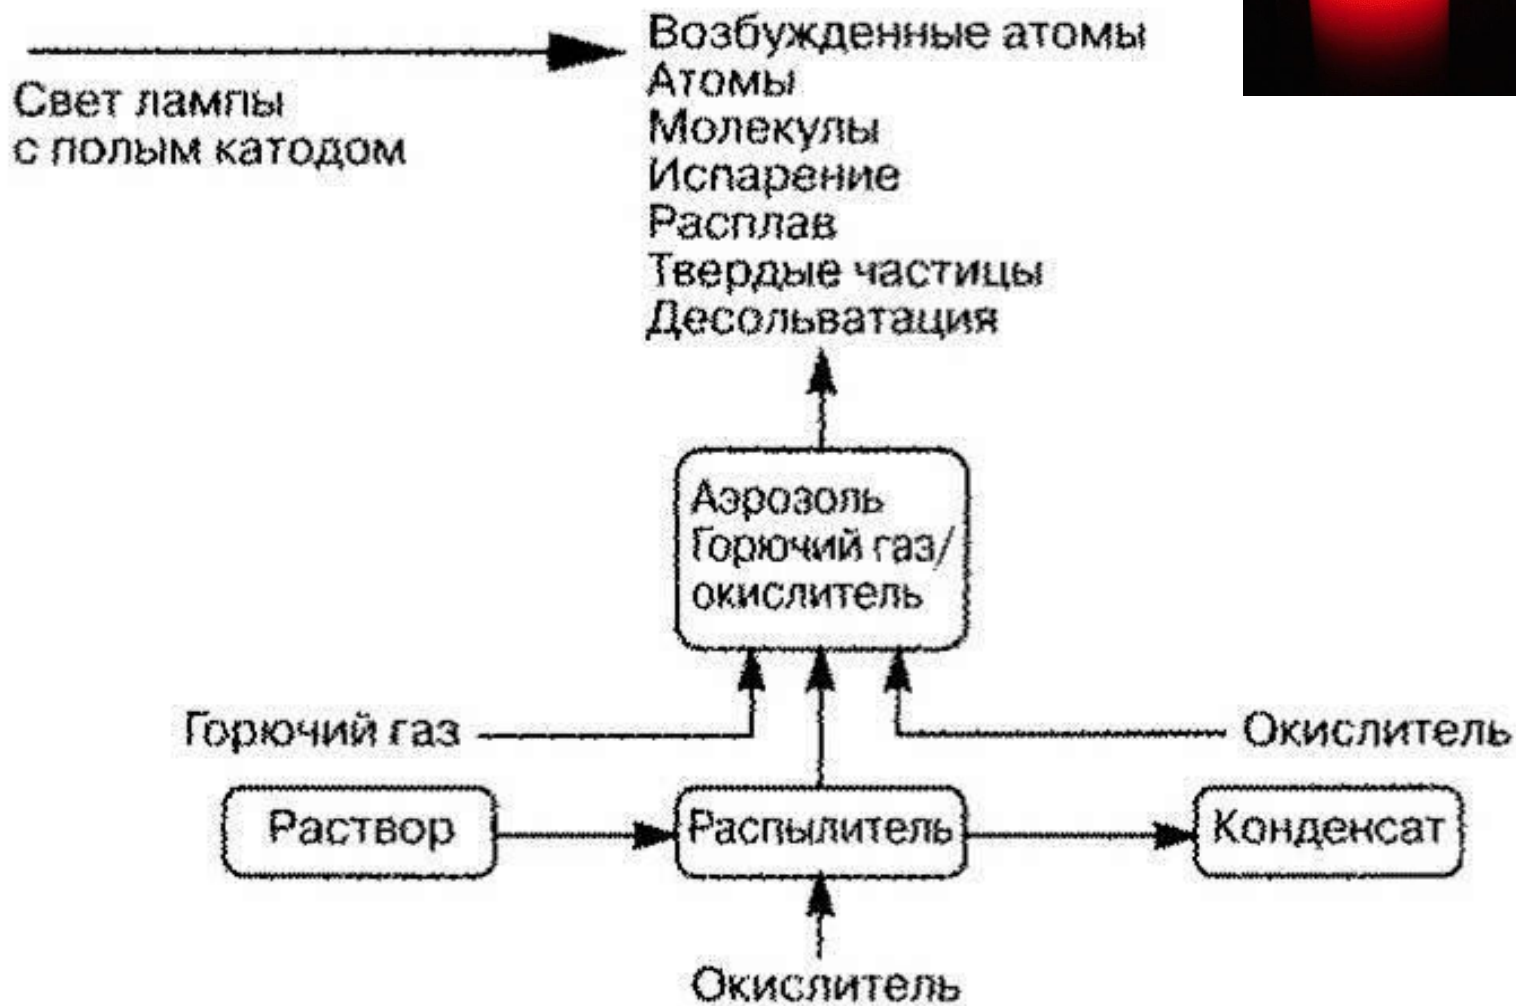 Возбужденные атомы
Атомы
Молекулы
Испарение
Расплав
Твердые частицы
Десольватация
Свет лампы
с полым катодом
Аэрозоль
Горючий газ/
окислитель
Горючий газ
Окислитель
Раствор
Распылитель
Конденсат
Окислитель